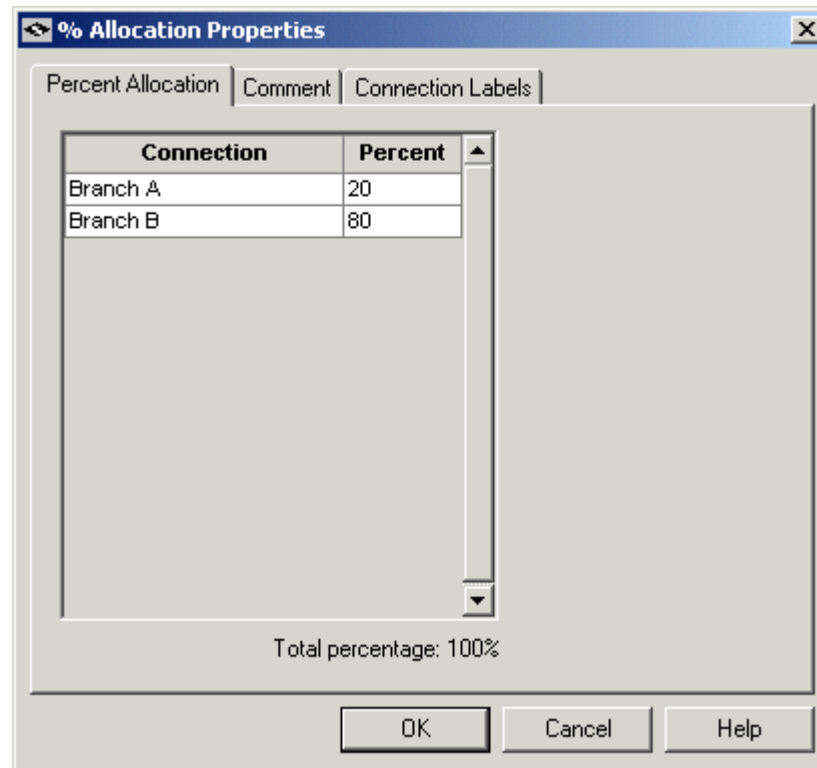 % Allocation Properties
Percent Allocation Comment Connection Labels
Connection Percent
Branch A 20
Branch B 80
Total percentage: 100%
OK Cancel Help